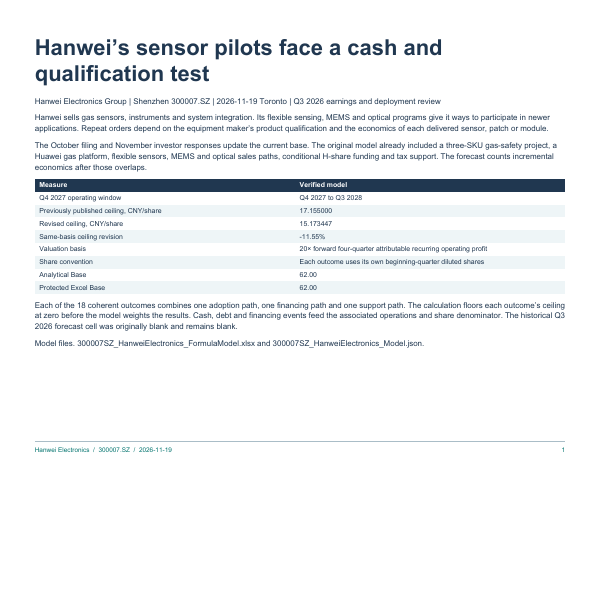 Hanwei’s sensor pilots face a cash and
qualification test
Hanwei Electronics Group | Shenzhen 300007.SZ | 2026-11-19 Toronto | Q3 2026 earnings and deployment review
Hanwei sells gas sensors, instruments and system integration. Its flexible sensing, MEMS and optical programs give it ways to participate in newer
applications. Repeat orders depend on the equipment maker’s product qualification and the economics of each delivered sensor, patch or module.
The October filing and November investor responses update the current base. The original model already included a three-SKU gas-safety project, a
Huawei gas platform, flexible sensors, MEMS and optical sales paths, conditional H-share funding and tax support. The forecast counts incremental
economics after those overlaps.
Measure Verified model
Q4 2027 operating window Q4 2027 to Q3 2028
Previously published ceiling, CNY/share 17.155000
Revised ceiling, CNY/share 15.173447
Same-basis ceiling revision -11.55%
Valuation basis 20× forward four-quarter attributable recurring operating profit
Share convention Each outcome uses its own beginning-quarter diluted shares
Analytical Base 62.00
Protected Excel Base 62.00
Each of the 18 coherent outcomes combines one adoption path, one financing path and one support path. The calculation floors each outcome’s ceiling
at zero before the model weights the results. Cash, debt and financing events feed the associated operations and share denominator. The historical Q3
2026 forecast cell was originally blank and remains blank.
Model files. 300007SZ_HanweiElectronics_FormulaModel.xlsx and 300007SZ_HanweiElectronics_Model.json.
Hanwei Electronics / 300007.SZ / 2026-11-19 1